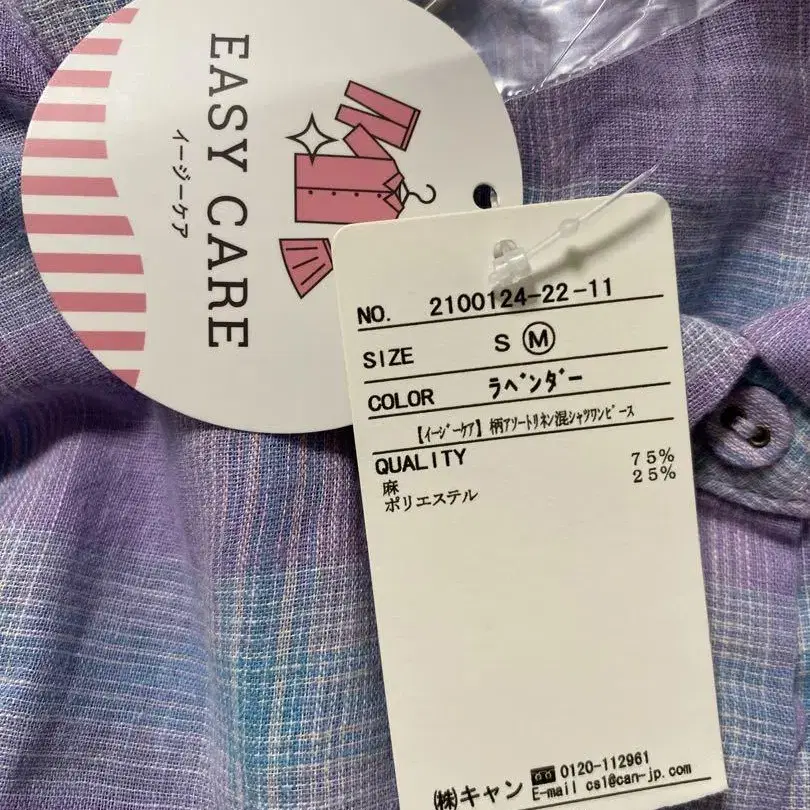 EASY CARE
イージーケア
NO. 2100124-22-11
SIZE S Ⓜ
COLOR ラベンダー
【イージーケア】柄アソートリネン混シャツワンピース
QUALITY
麻 75%
ポリエステル 25%
㈱キャン 0120-112961
E-mail cs1@can-jp.com